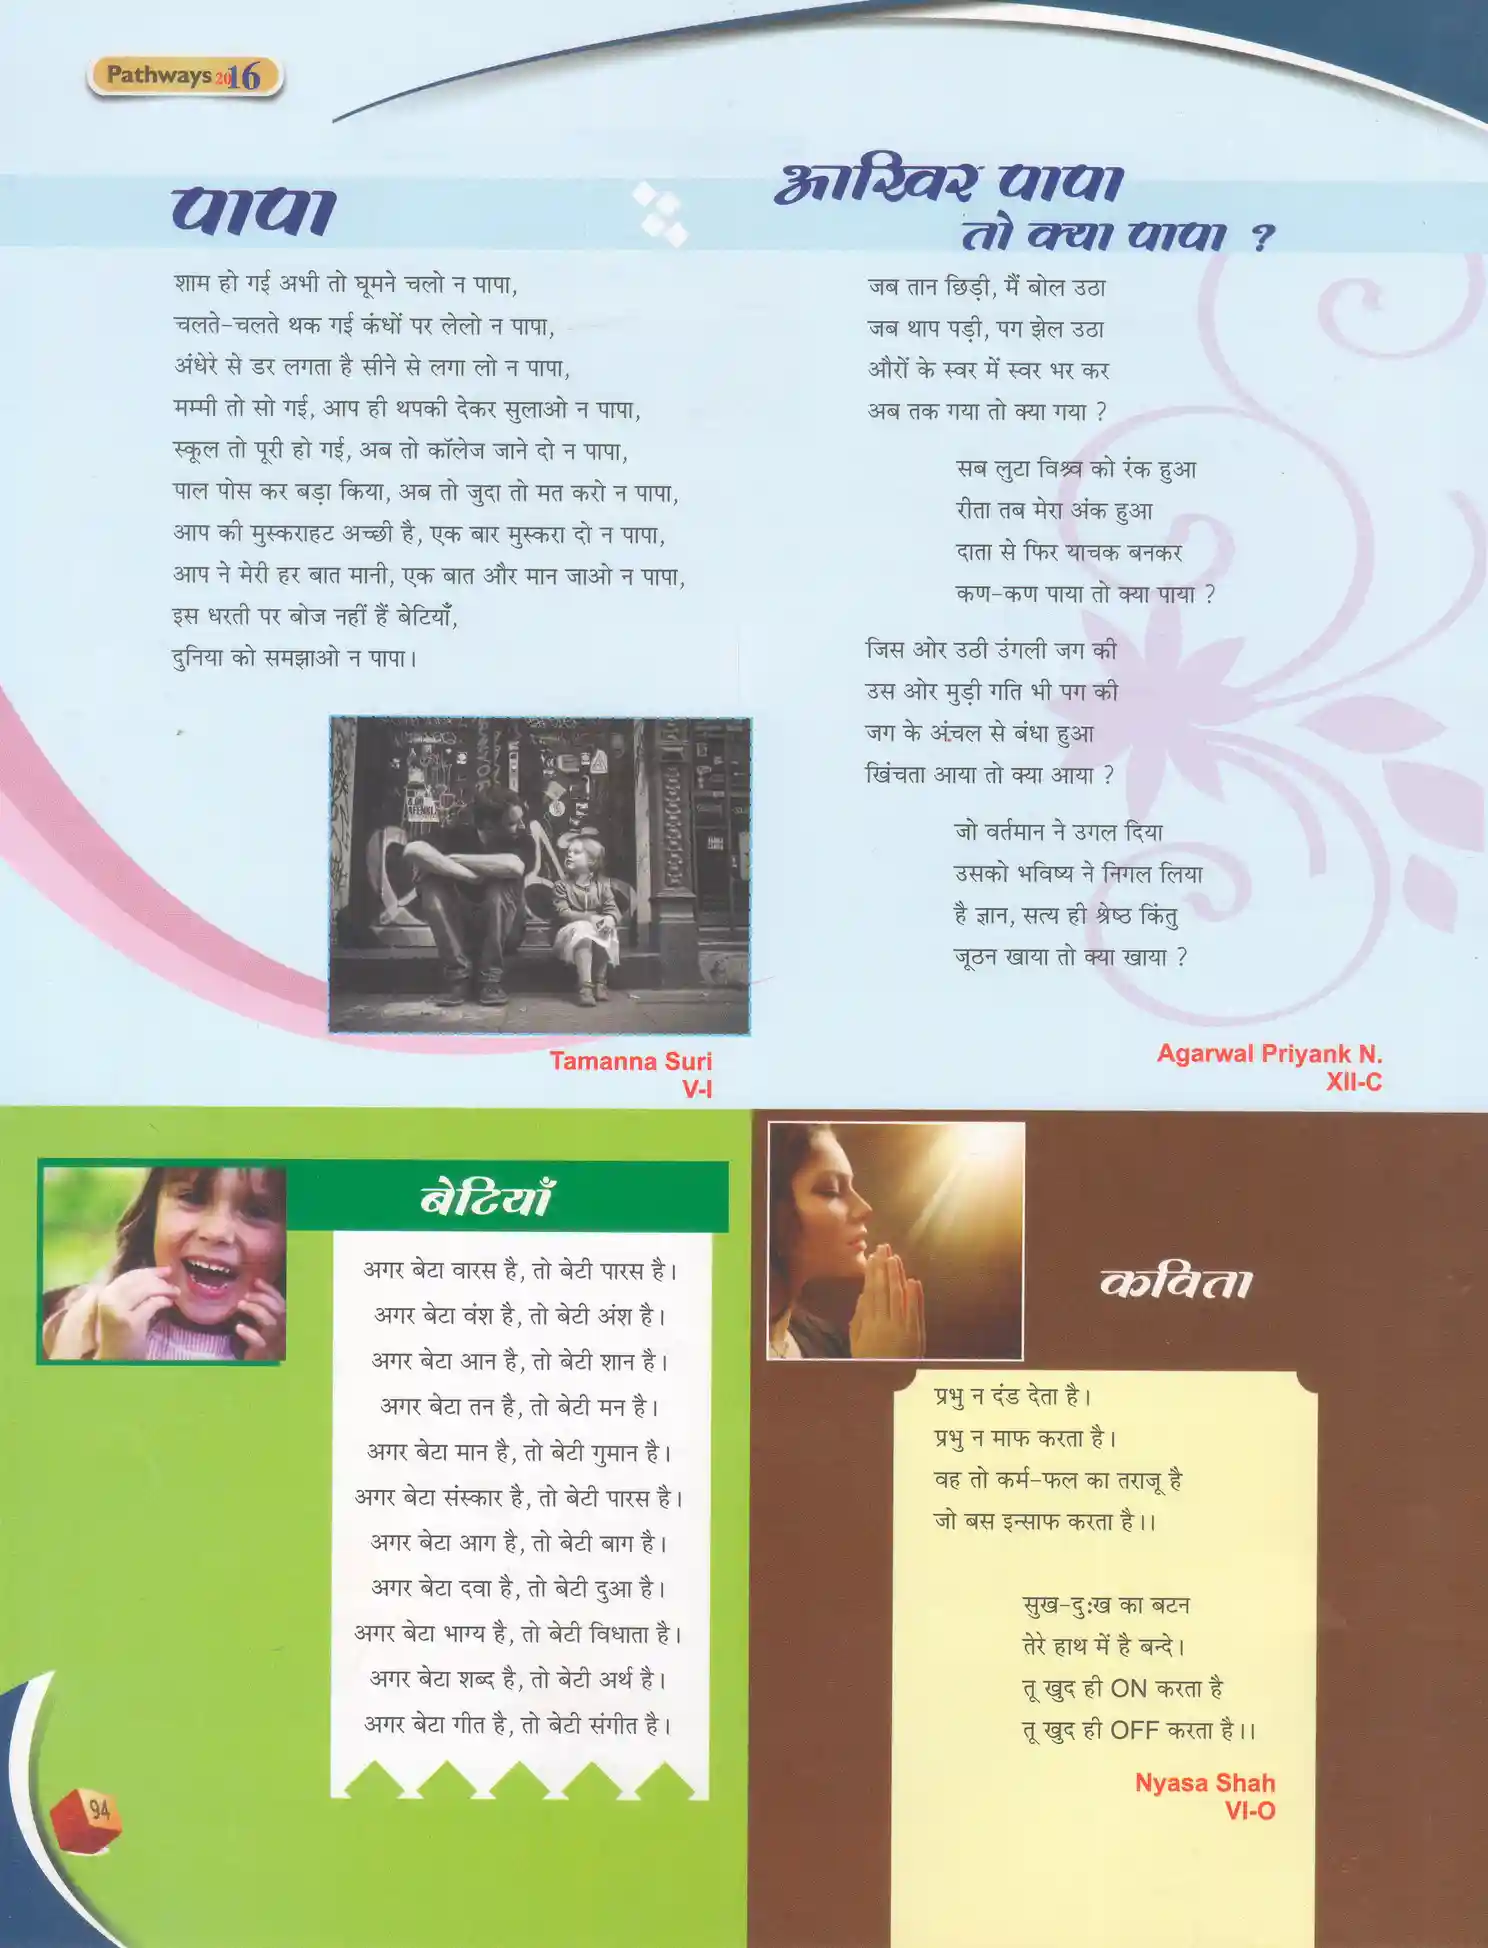 Pathways 2016
पापा
शाम हो गई अभी तो घूमने चलो न पापा,
चलते-चलते थक गई कंधों पर लेलो न पापा,
अंधेरे से डर लगता है सीने से लगा लो न पापा,
मम्मी तो सो गई, आप ही थपकी देकर सुलाओ न पापा,
स्कूल तो पूरी हो गई, अब तो कॉलेज जाने दो न पापा,
पाल पोस कर बड़ा किया, अब तो जुदा तो मत करो न पापा,
आप की मुस्कराहट अच्छी है, एक बार मुस्करा दो न पापा,
आप ने मेरी हर बात मानी, एक बात और मान जाओ न पापा,
इस धरती पर बोज नहीं हैं बेटियाँ,
दुनिया को समझाओ न पापा।
Tamanna Suri
V-I
आखिर पापा
तो क्या पापा ?
जब तान छिड़ी, मैं बोल उठा
जब थाप पड़ी, पग झेल उठा
औरों के स्वर में स्वर भर कर
अब तक गया तो क्या गया ?
सब लुटा विश्व को रंक हुआ
रीता तब मेरा अंक हुआ
दाता से फिर याचक बनकर
कण-कण पाया तो क्या पाया ?
जिस ओर उठी उंगली जग की
उस ओर मुड़ी गति भी पग की
जग के अंचल से बंधा हुआ
खिंचता आया तो क्या आया ?
जो वर्तमान ने उगल दिया
उसको भविष्य ने निगल लिया
है ज्ञान, सत्य ही श्रेष्ठ किंतु
जूठन खाया तो क्या खाया ?
Agarwal Priyank N.
XII-C
बेटियाँ
अगर बेटा वारस है, तो बेटी पारस है।
अगर बेटा वंश है, तो बेटी अंश है।
अगर बेटा आन है, तो बेटी शान है।
अगर बेटा तन है, तो बेटी मन है।
अगर बेटा मान है, तो बेटी गुमान है।
अगर बेटा संस्कार है, तो बेटी पारस है।
अगर बेटा आग है, तो बेटी बाग है।
अगर बेटा दवा है, तो बेटी दुआ है।
अगर बेटा भाग्य है, तो बेटी विधाता है।
अगर बेटा शब्द है, तो बेटी अर्थ है।
अगर बेटा गीत है, तो बेटी संगीत है।
कविता
प्रभु न दंड देता है।
प्रभु न माफ करता है।
वह तो कर्म-फल का तराजू है
जो बस इन्साफ करता है।।
सुख-दुःख का बटन
तेरे हाथ में है बन्दे।
तू खुद ही ON करता है
तू खुद ही OFF करता है।।
Nyasa Shah
VI-O
94